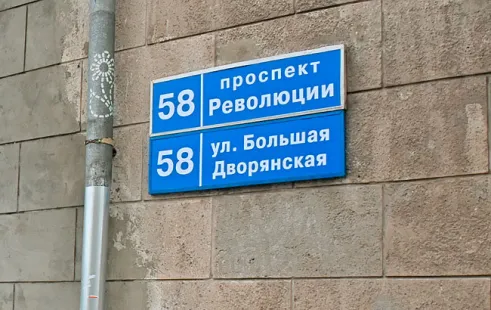 58 проспект
Революции
58 ул. Большая
Дворянская